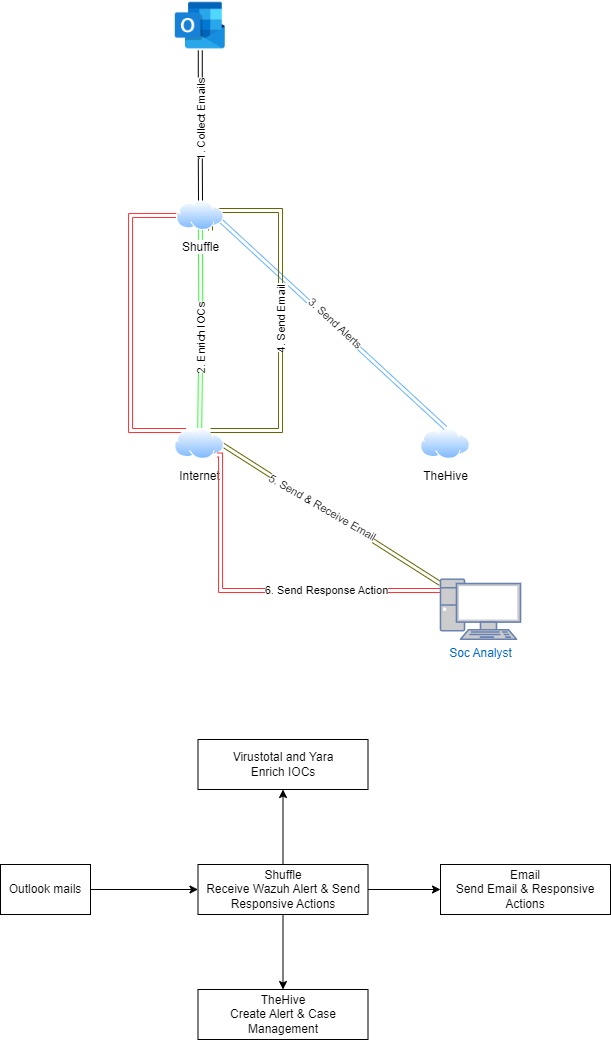 O
1. Collect Emails
Shuffle
2. Enrich IOCs
4. Send Email
3. Send Alerts
Internet
TheHive
5. Send & Receive Email
6. Send Response Action
Soc Analyst
Virustotal and Yara
Enrich IOCs
Outlook mails
Shuffle
Receive Wazuh Alert & Send
Responsive Actions
Email
Send Email & Responsive
Actions
TheHive
Create Alert & Case
Management